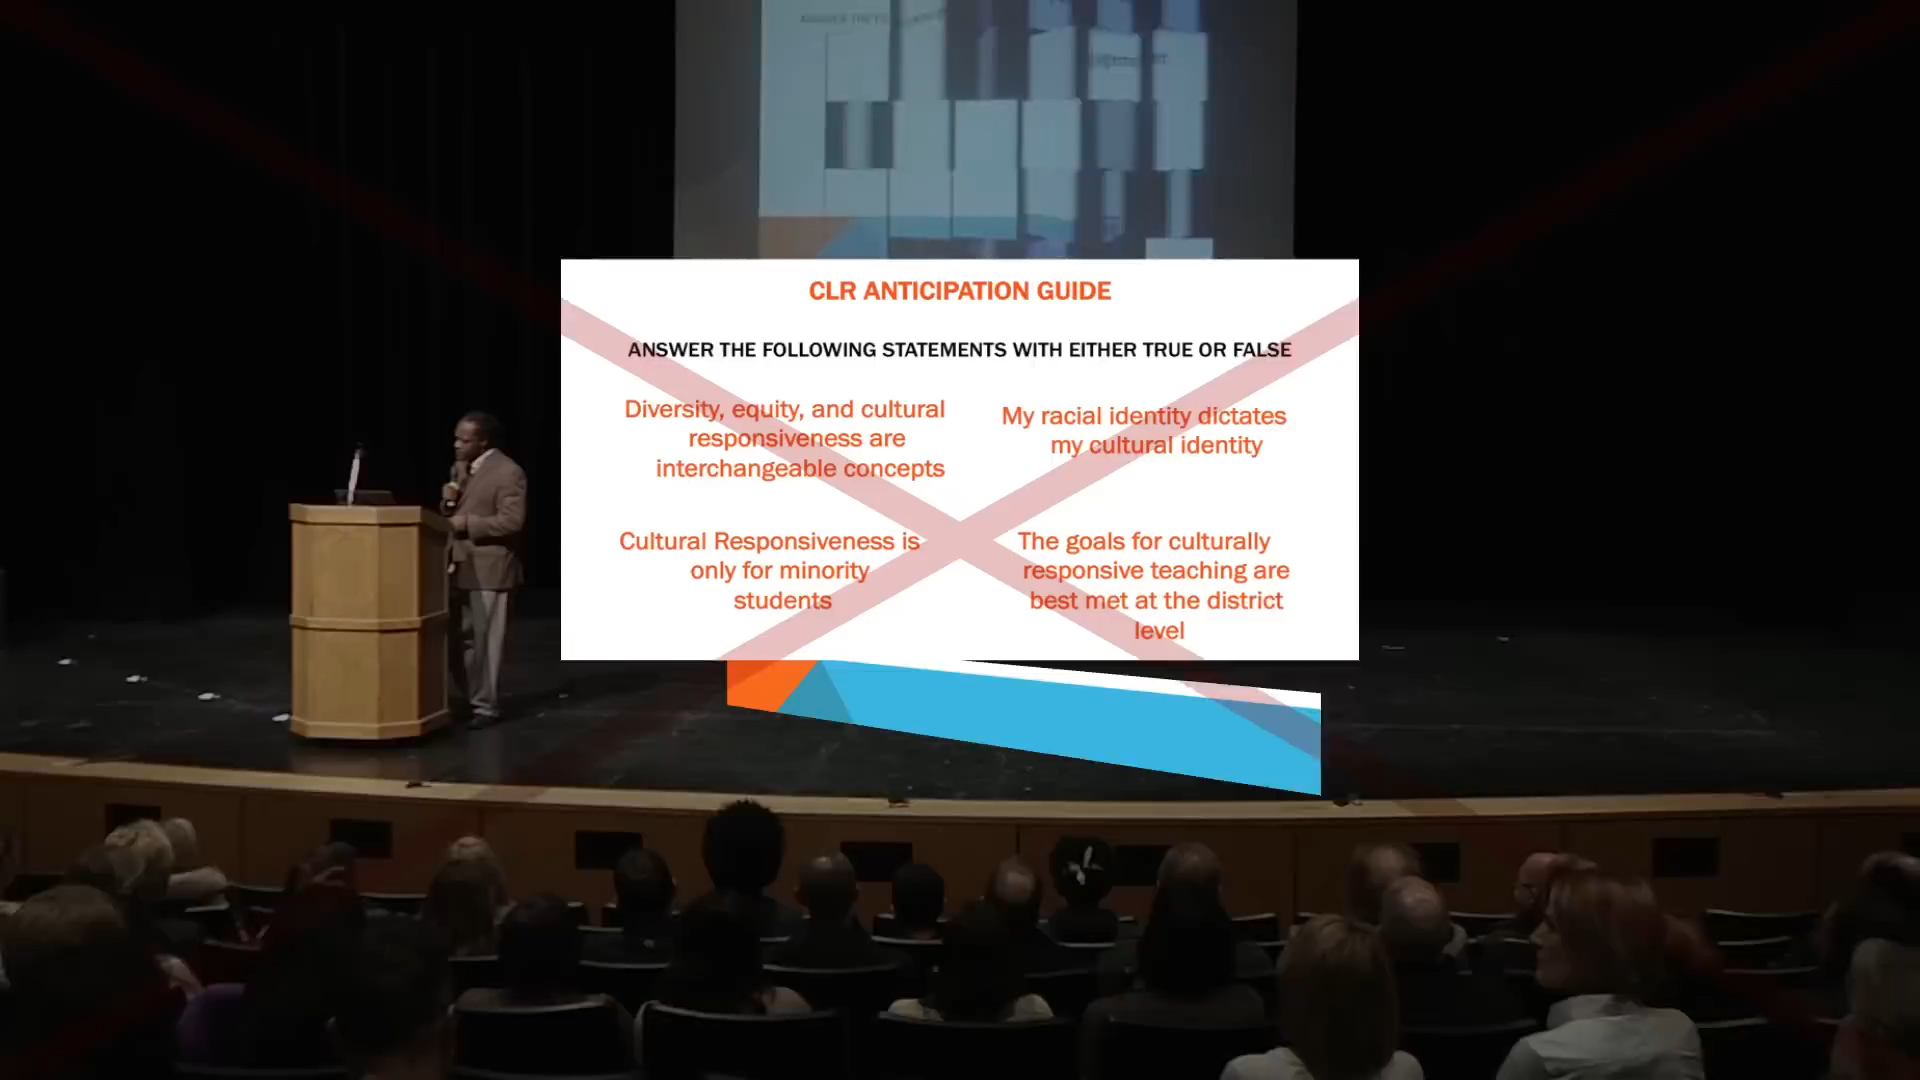 CLR ANTICIPATION GUIDE
ANSWER THE FOLLOWING STATEMENTS WITH EITHER TRUE OR FALSE
Diversity, equity, and cultural
responsiveness are
interchangeable concepts
My racial identity dictates
my cultural identity
Cultural Responsiveness is
only for minority
students
The goals for culturally
responsive teaching are
best met at the district
level